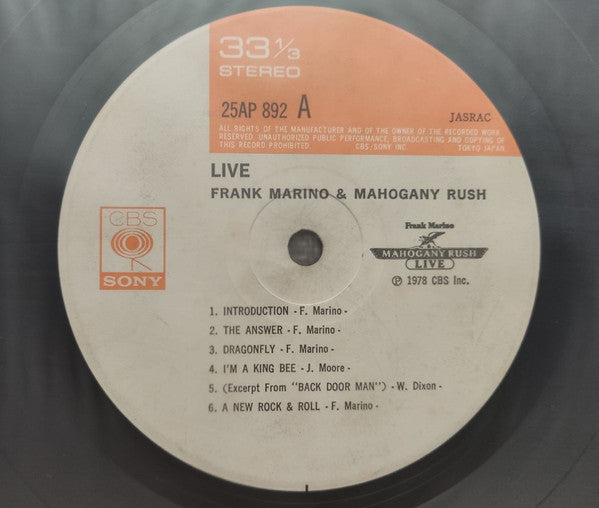 33 1/3
STEREO
25AP 892 A
JASRAC
ALL RIGHTS OF THE MANUFACTURER AND OF THE OWNER OF THE RECORDED WORK
RESERVED. UNAUTHORIZED PUBLIC PERFORMANCE, BROADCASTING AND COPYING OF
THIS RECORD PROHIBITED. CBS/SONY INC. TOKYO JAPAN.
LIVE
FRANK MARINO & MAHOGANY RUSH
CBS
SONY
Frank Marino
MAHOGANY RUSH
LIVE
℗ 1978 CBS Inc.
1. INTRODUCTION - F. Marino -
2. THE ANSWER - F. Marino -
3. DRAGONFLY - F. Marino -
4. I'M A KING BEE - J. Moore -
5. (Excerpt From "BACK DOOR MAN") - W. Dixon -
6. A NEW ROCK & ROLL - F. Marino -